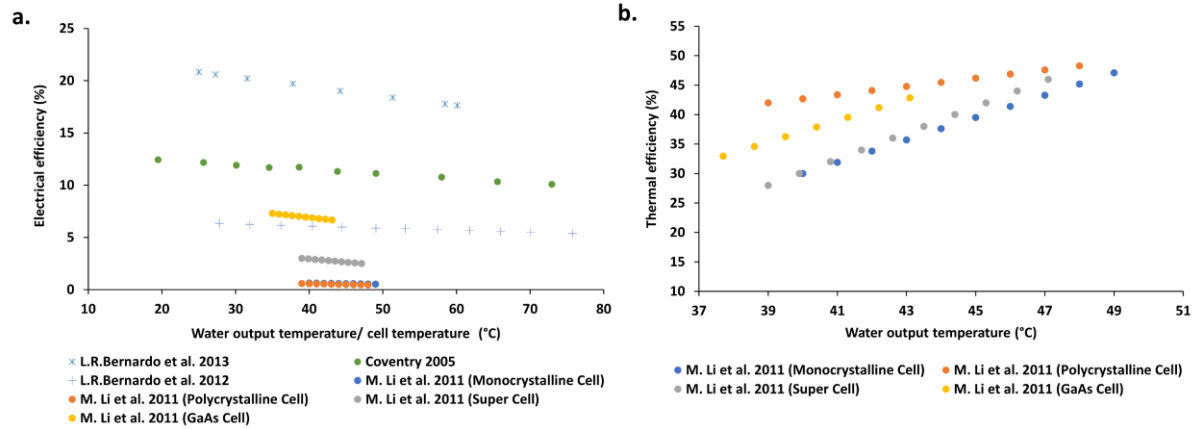 a.
25
20
15
10
5
0
Electrical efficiency (%)
10 20 30 40 50 60 70 80
Water output temperature/ cell temperature (°C)
L.R.Bernardo et al. 2013
Coventry 2005
L.R.Bernardo et al. 2012
M. Li et al. 2011 (Monocrystalline Cell)
M. Li et al. 2011 (Polycrystalline Cell)
M. Li et al. 2011 (Super Cell)
M. Li et al. 2011 (GaAs Cell)
b.
55
50
45
40
35
30
25
20
15
10
Thermal efficiency (%)
37 39 41 43 45 47 49 51
Water output temperature (°C)
M. Li et al. 2011 (Monocrystalline Cell)
M. Li et al. 2011 (Polycrystalline Cell)
M. Li et al. 2011 (Super Cell)
M. Li et al. 2011 (GaAs Cell)